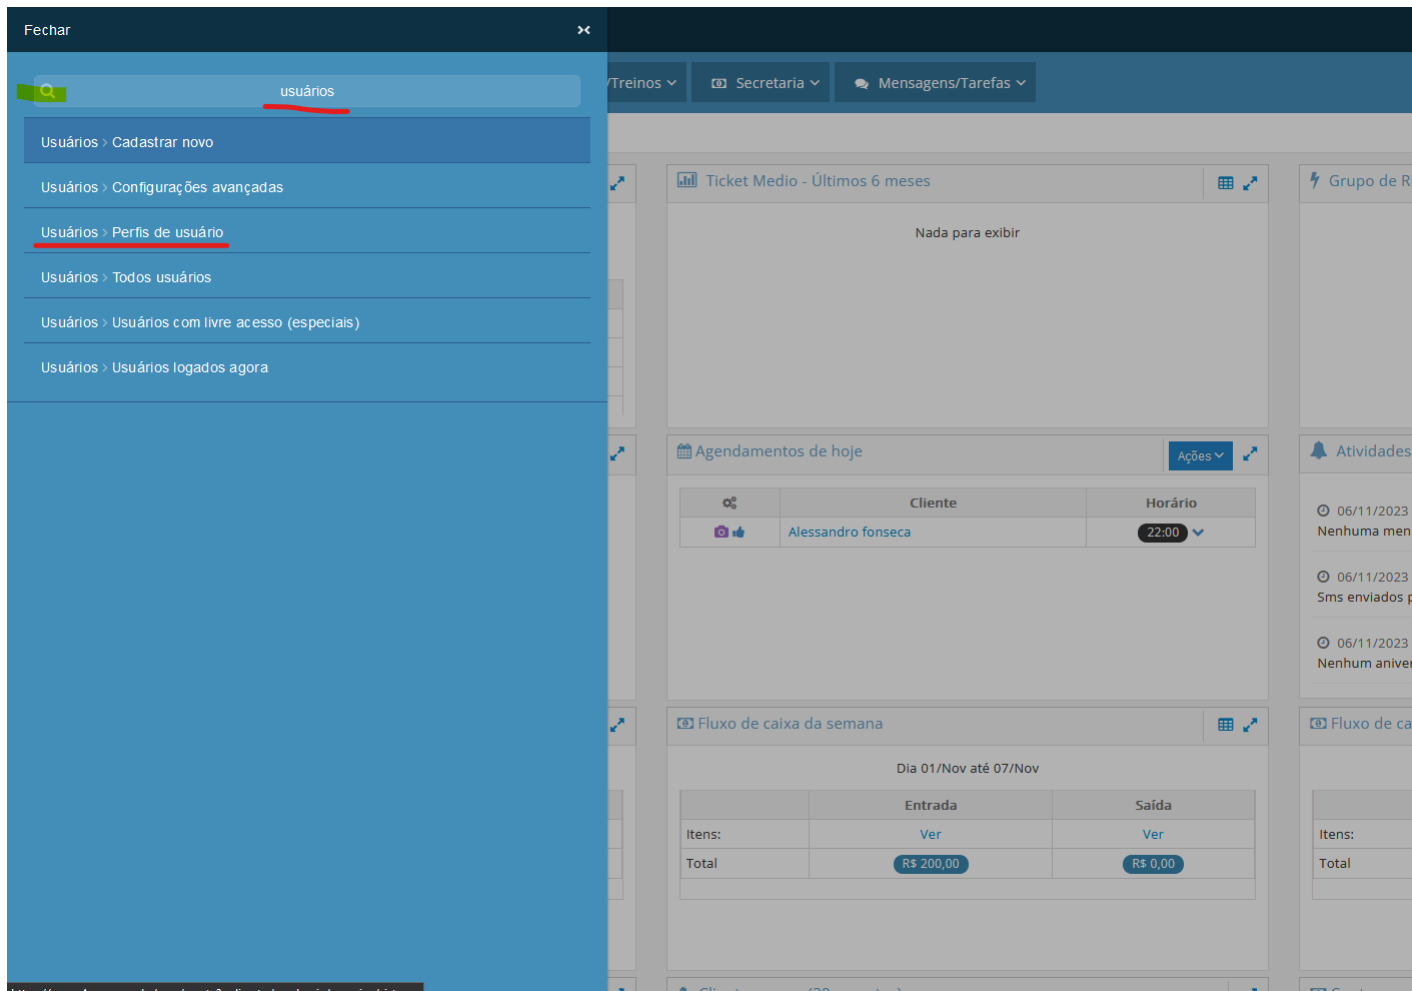 Fechar
usuários
Usuários > Cadastrar novo
Usuários > Configurações avançadas
Usuários > Perfis de usuário
Usuários > Todos usuários
Usuários > Usuários com livre acesso (especiais)
Usuários > Usuários logados agora
/Treinos
Secretaria
Mensagens/Tarefas
Ticket Medio - Últimos 6 meses
Nada para exibir
Grupo de R
Agendamentos de hoje
Ações
Cliente Horário
Alessandro fonseca 22:00
Atividades
06/11/2023
Nenhuma men
06/11/2023
Sms enviados p
06/11/2023
Nenhum aniver
Fluxo de caixa da semana
Dia 01/Nov até 07/Nov
Entrada Saída
Itens: Ver Ver
Total R$ 200,00 R$ 0,00
Fluxo de ca
Itens:
Total